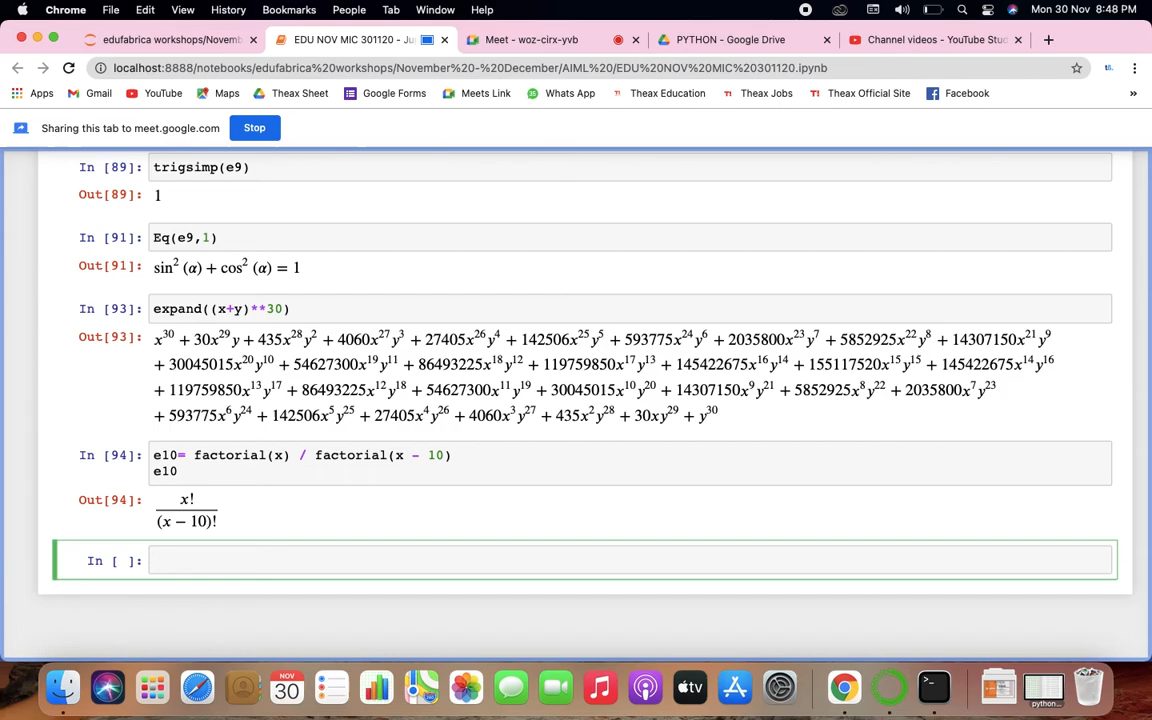 Chrome File Edit View History Bookmarks People Tab Window Help Mon 30 Nov 8:48 PM
edufabrica workshops/Novemb EDU NOV MIC 301120 - Ju Meet - woz-cirx-yvb PYTHON - Google Drive Channel videos - YouTube Stu
localhost:8888/notebooks/edufabrica%20workshops/November%20-%20December/AIML%20/EDU%20NOV%20MIC%20301120.ipynb
Apps Gmail YouTube Maps Theax Sheet Google Forms Meets Link Whats App Theax Education Theax Jobs Theax Official Site Facebook »
Sharing this tab to meet.google.com Stop
In [89]: trigsimp(e9)
Out[89]: 1
In [91]: Eq(e9,1)
Out[91]: sin² (α) + cos² (α) = 1
In [93]: expand((x+y)**30)
Out[93]: x³⁰ + 30x²⁹y + 435x²⁸y² + 4060x²⁷y³ + 27405x²⁶y⁴ + 142506x²⁵y⁵ + 593775x²⁴y⁶ + 2035800x²³y⁷ + 5852925x²²y⁸ + 14307150x²¹y⁹
+ 30045015x²⁰y¹⁰ + 54627300x¹⁹y¹¹ + 86493225x¹⁸y¹² + 119759850x¹⁷y¹³ + 145422675x¹⁶y¹⁴ + 155117520x¹⁵y¹⁵ + 145422675x¹⁴y¹⁶
+ 119759850x¹³y¹⁷ + 86493225x¹²y¹⁸ + 54627300x¹¹y¹⁹ + 30045015x¹⁰y²⁰ + 14307150x⁹y²¹ + 5852925x⁸y²² + 2035800x⁷y²³
+ 593775x⁶y²⁴ + 142506x⁵y²⁵ + 27405x⁴y²⁶ + 4060x³y²⁷ + 435x²y²⁸ + 30xy²⁹ + y³⁰
In [94]: e10= factorial(x) / factorial(x - 10)
e10
Out[94]: x!
(x − 10)!
In [ ]:
NOV
30
tv
python...